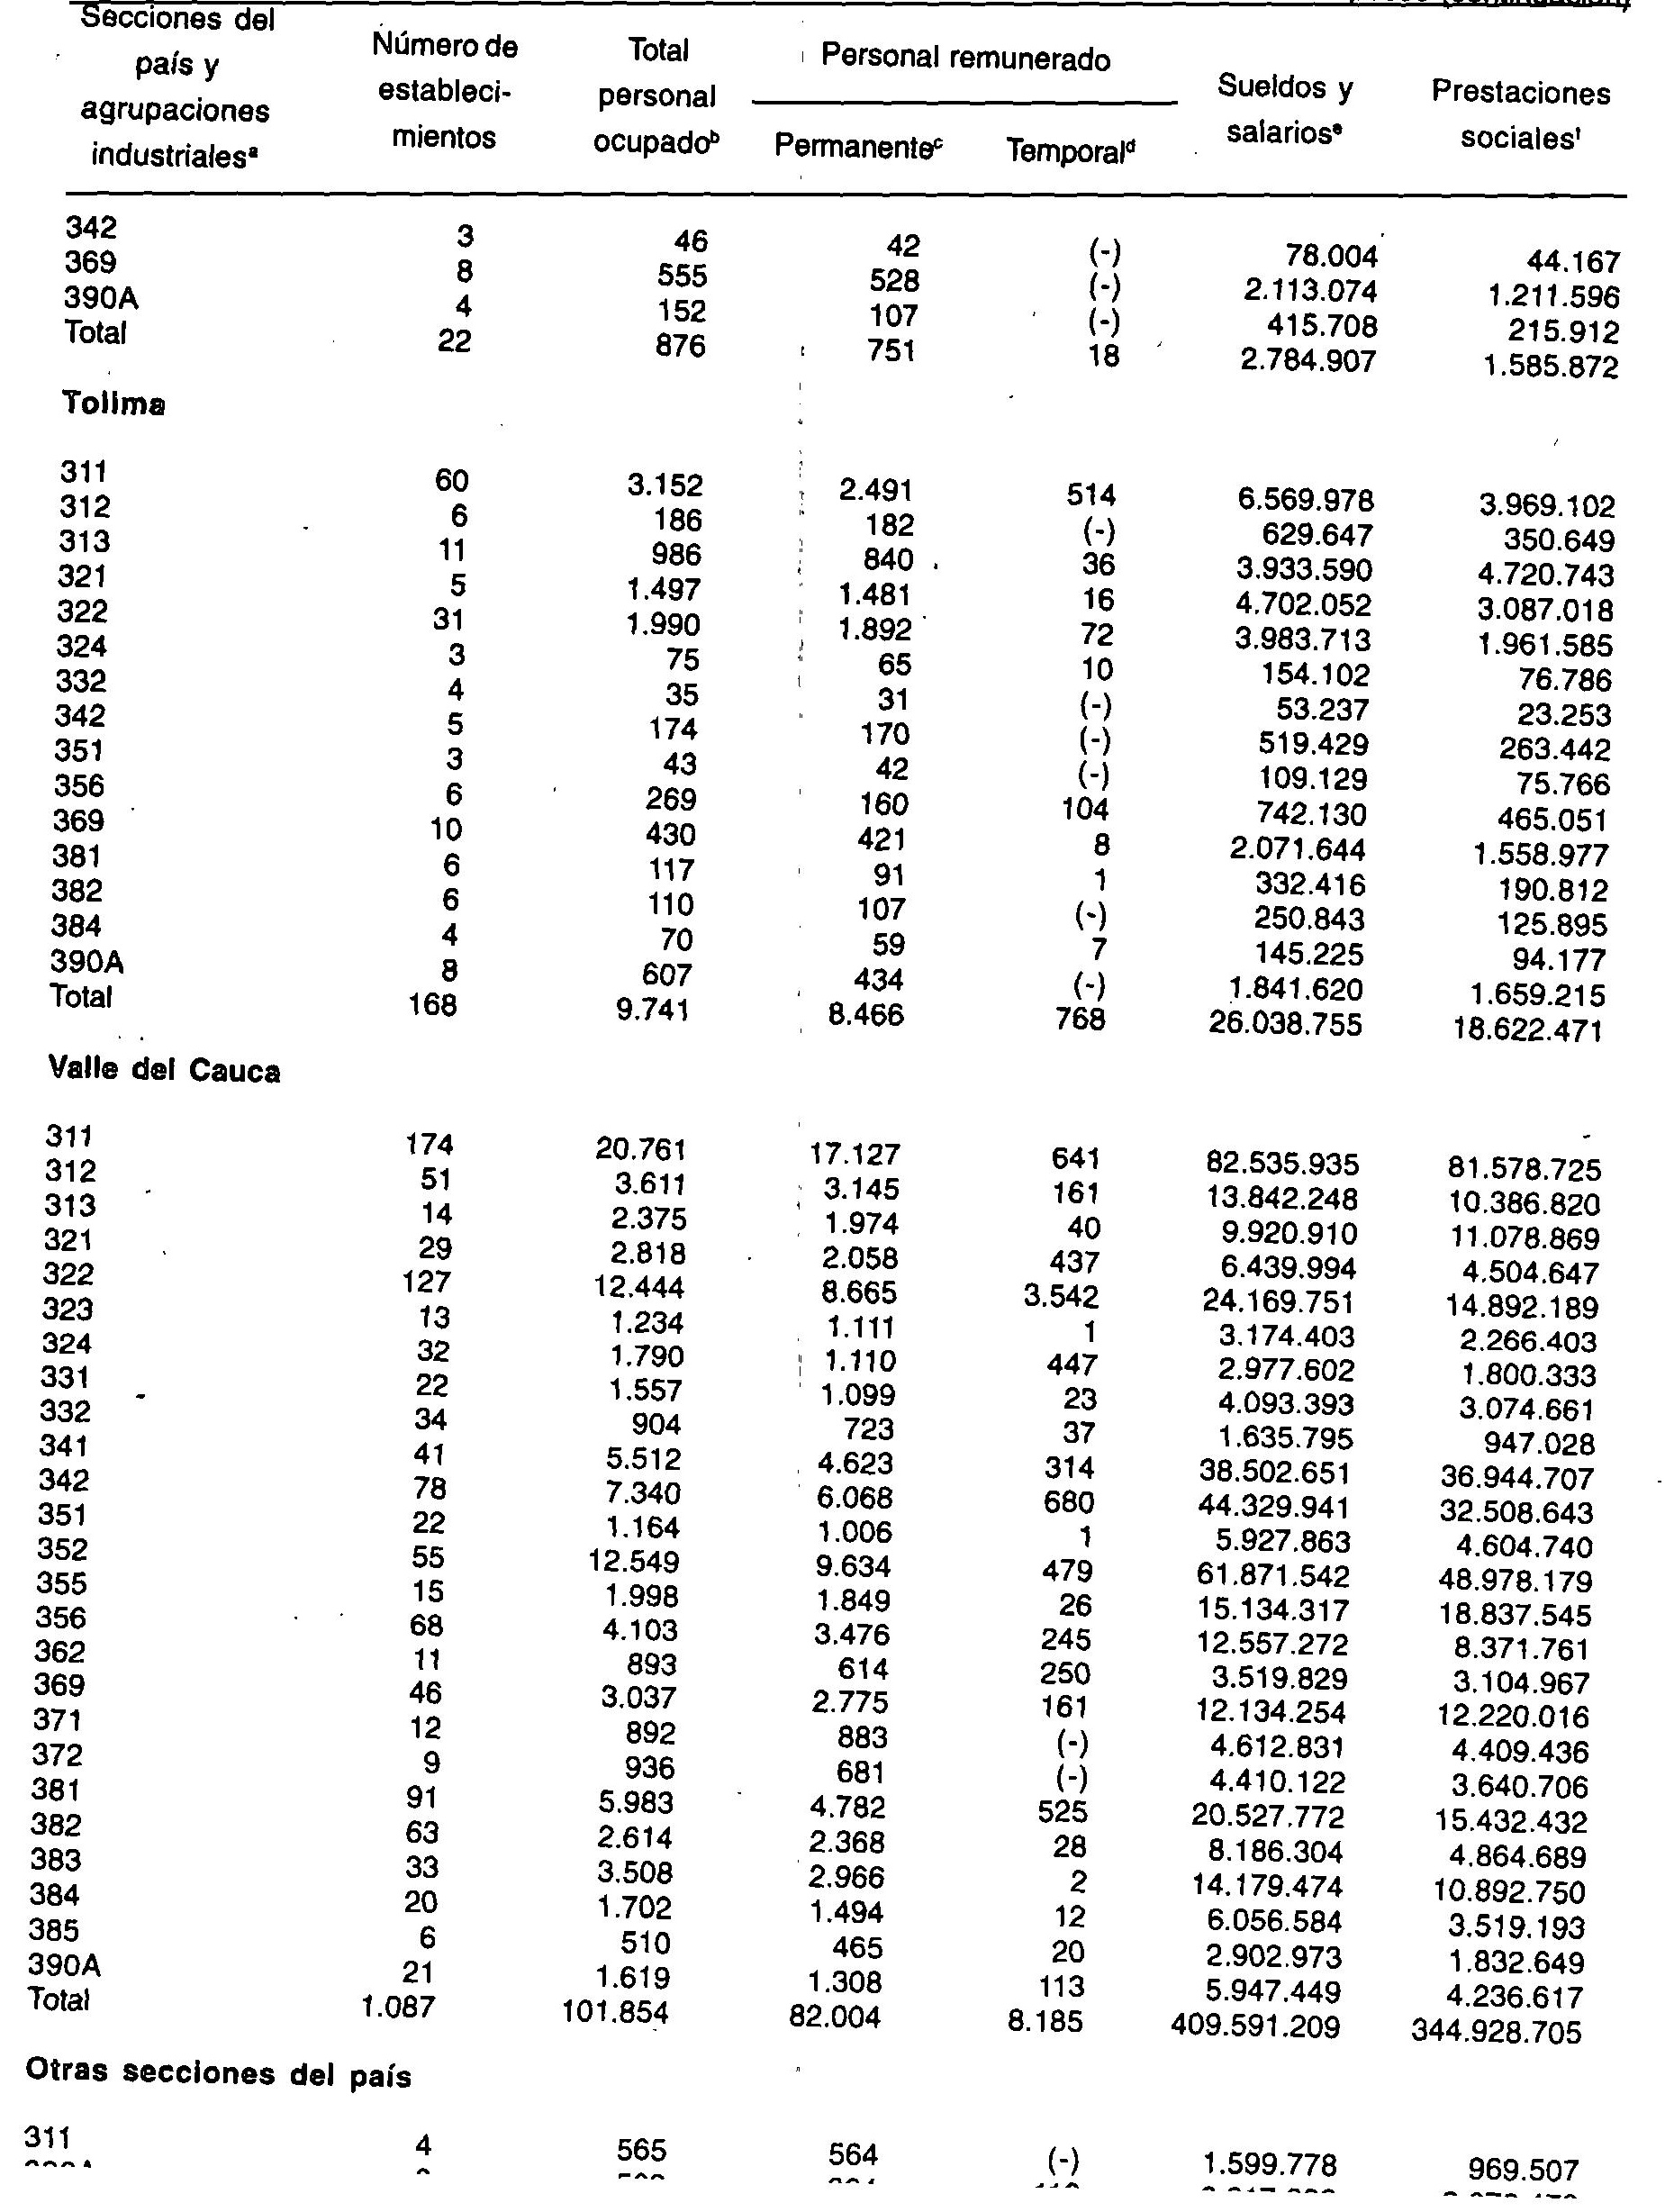 Secciones del país y agrupaciones industrialesª Número de estableci-mientos Total personal ocupadoᵇ Personal remunerado Permanenteᶜ Temporalᵈ Sueldos y salariosᵉ Prestaciones socialesᶠ
342 3 46 42 (-) 78.004 44.167
369 8 555 528 (-) 2.113.074 1.211.596
390A 4 152 107 (-) 415.708 215.912
Total 22 876 751 18 2.784.907 1.585.872
Tolima
311 60 3.152 2.491 514 6.569.978 3.969.102
312 6 186 182 (-) 629.647 350.649
313 11 986 840 36 3.933.590 4.720.743
321 5 1.497 1.481 16 4.702.052 3.087.018
322 31 1.990 1.892 72 3.983.713 1.961.585
324 3 75 65 10 154.102 76.786
332 4 35 31 (-) 53.237 23.253
342 5 174 170 (-) 519.429 263.442
351 3 43 42 (-) 109.129 75.766
356 6 269 160 104 742.130 465.051
369 10 430 421 8 2.071.644 1.558.977
381 6 117 91 1 332.416 190.812
382 6 110 107 (-) 250.843 125.895
384 4 70 59 7 145.225 94.177
390A 8 607 434 (-) 1.841.620 1.659.215
Total 168 9.741 8.466 768 26.038.755 18.622.471
Valle del Cauca
311 174 20.761 17.127 641 82.535.935 81.578.725
312 51 3.611 3.145 161 13.842.248 10.386.820
313 14 2.375 1.974 40 9.920.910 11.078.869
321 29 2.818 2.058 437 6.439.994 4.504.647
322 127 12.444 8.665 3.542 24.169.751 14.892.189
323 13 1.234 1.111 1 3.174.403 2.266.403
324 32 1.790 1.110 447 2.977.602 1.800.333
331 22 1.557 1.099 23 4.093.393 3.074.661
332 34 904 723 37 1.635.795 947.028
341 41 5.512 4.623 314 38.502.651 36.944.707
342 78 7.340 6.068 680 44.329.941 32.508.643
351 22 1.164 1.006 1 5.927.863 4.604.740
352 55 12.549 9.634 479 61.871.542 48.978.179
355 15 1.998 1.849 26 15.134.317 18.837.545
356 68 4.103 3.476 245 12.557.272 8.371.761
362 11 893 614 250 3.519.829 3.104.967
369 46 3.037 2.775 161 12.134.254 12.220.016
371 12 892 883 (-) 4.612.831 4.409.436
372 9 936 681 (-) 4.410.122 3.640.706
381 91 5.983 4.782 525 20.527.772 15.432.432
382 63 2.614 2.368 28 8.186.304 4.864.689
383 33 3.508 2.966 2 14.179.474 10.892.750
384 20 1.702 1.494 12 6.056.584 3.519.193
385 6 510 465 20 2.902.973 1.832.649
390A 21 1.619 1.308 113 5.947.449 4.236.617
Total 1.087 101.854 82.004 8.185 409.591.209 344.928.705
Otras secciones del país
311 4 565 564 (-) 1.599.778 969.507